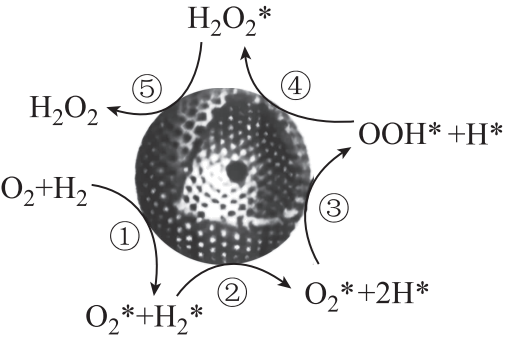 H₂O₂*
⑤ ④
H₂O₂
OOH* +H*
O₂+H₂
③
①
②
O₂*+2H*
O₂*+H₂*